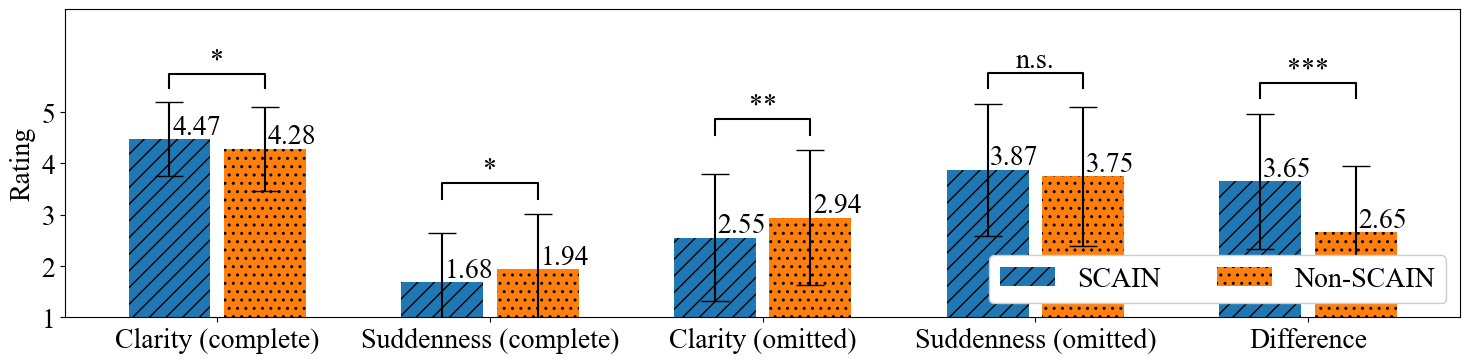 Rating
5
4
3
2
1
*
4.47
4.28
*
1.68
1.94
**
2.55
2.94
n.s.
3.87
3.75
***
3.65
2.65
SCAIN
Non-SCAIN
Clarity (complete)
Suddenness (complete)
Clarity (omitted)
Suddenness (omitted)
Difference